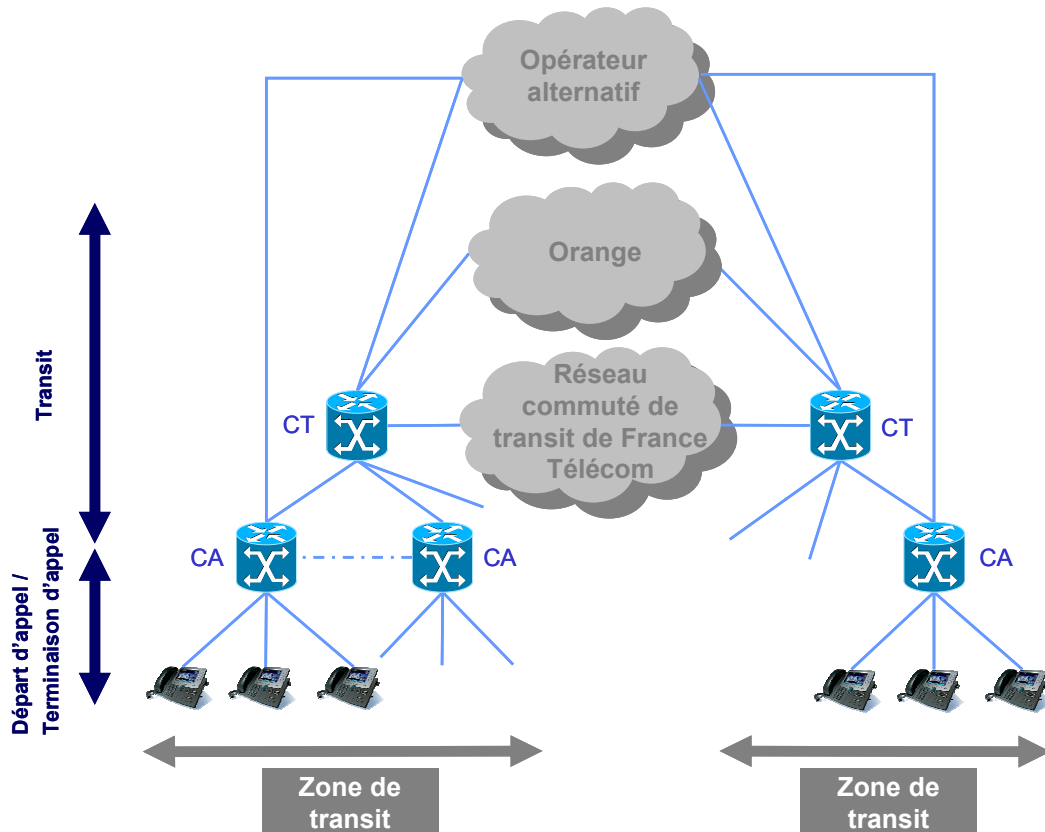 Opérateur
alternatif
Orange
Réseau
commuté de
transit de France
Télécom
CT
CT
CA
CA
CA
Transit
Départ d'appel /
Terminaison d'appel
Zone de
transit
Zone de
transit